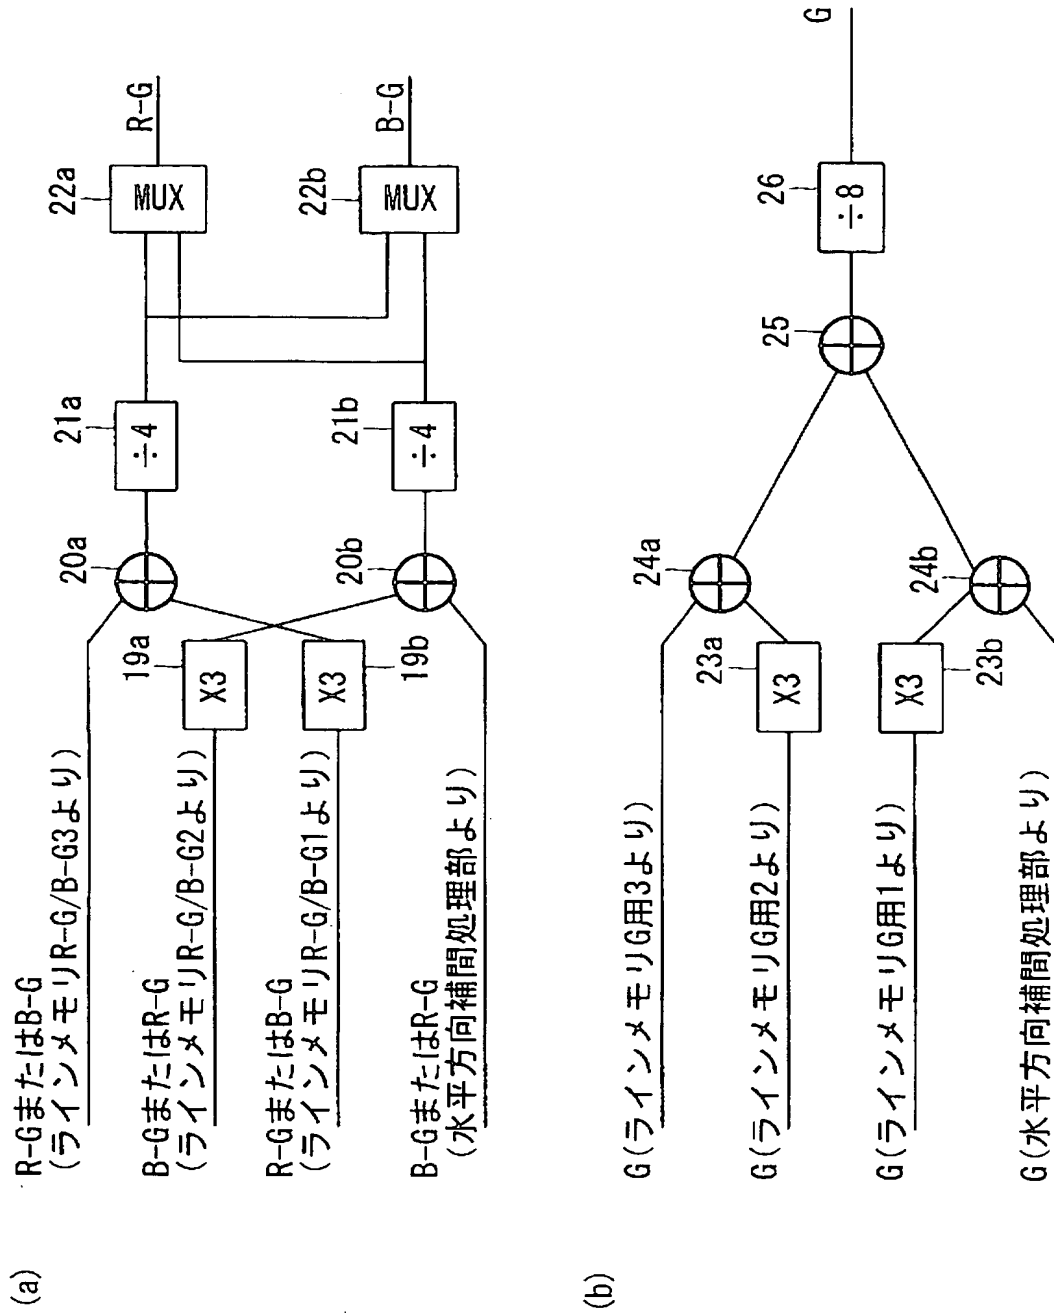 (a)
R-GまたはB-G
(ラインメモリR-G/B-G3より)
B-GまたはR-G
(ラインメモリR-G/B-G2より)
R-GまたはB-G
(ラインメモリR-G/B-G1より)
B-GまたはR-G
(水平方向補間処理部より)
19a
X3
X3
19b
20a
20b
21a
÷4
21b
÷4
22a
MUX
22b
MUX
R-G
B-G
(b)
G(ラインメモリG用3より)
G(ラインメモリG用2より)
G(ラインメモリG用1より)
G(水平方向補間処理部より)
23a
X3
X3
23b
24a
24b
25
26
÷8
G